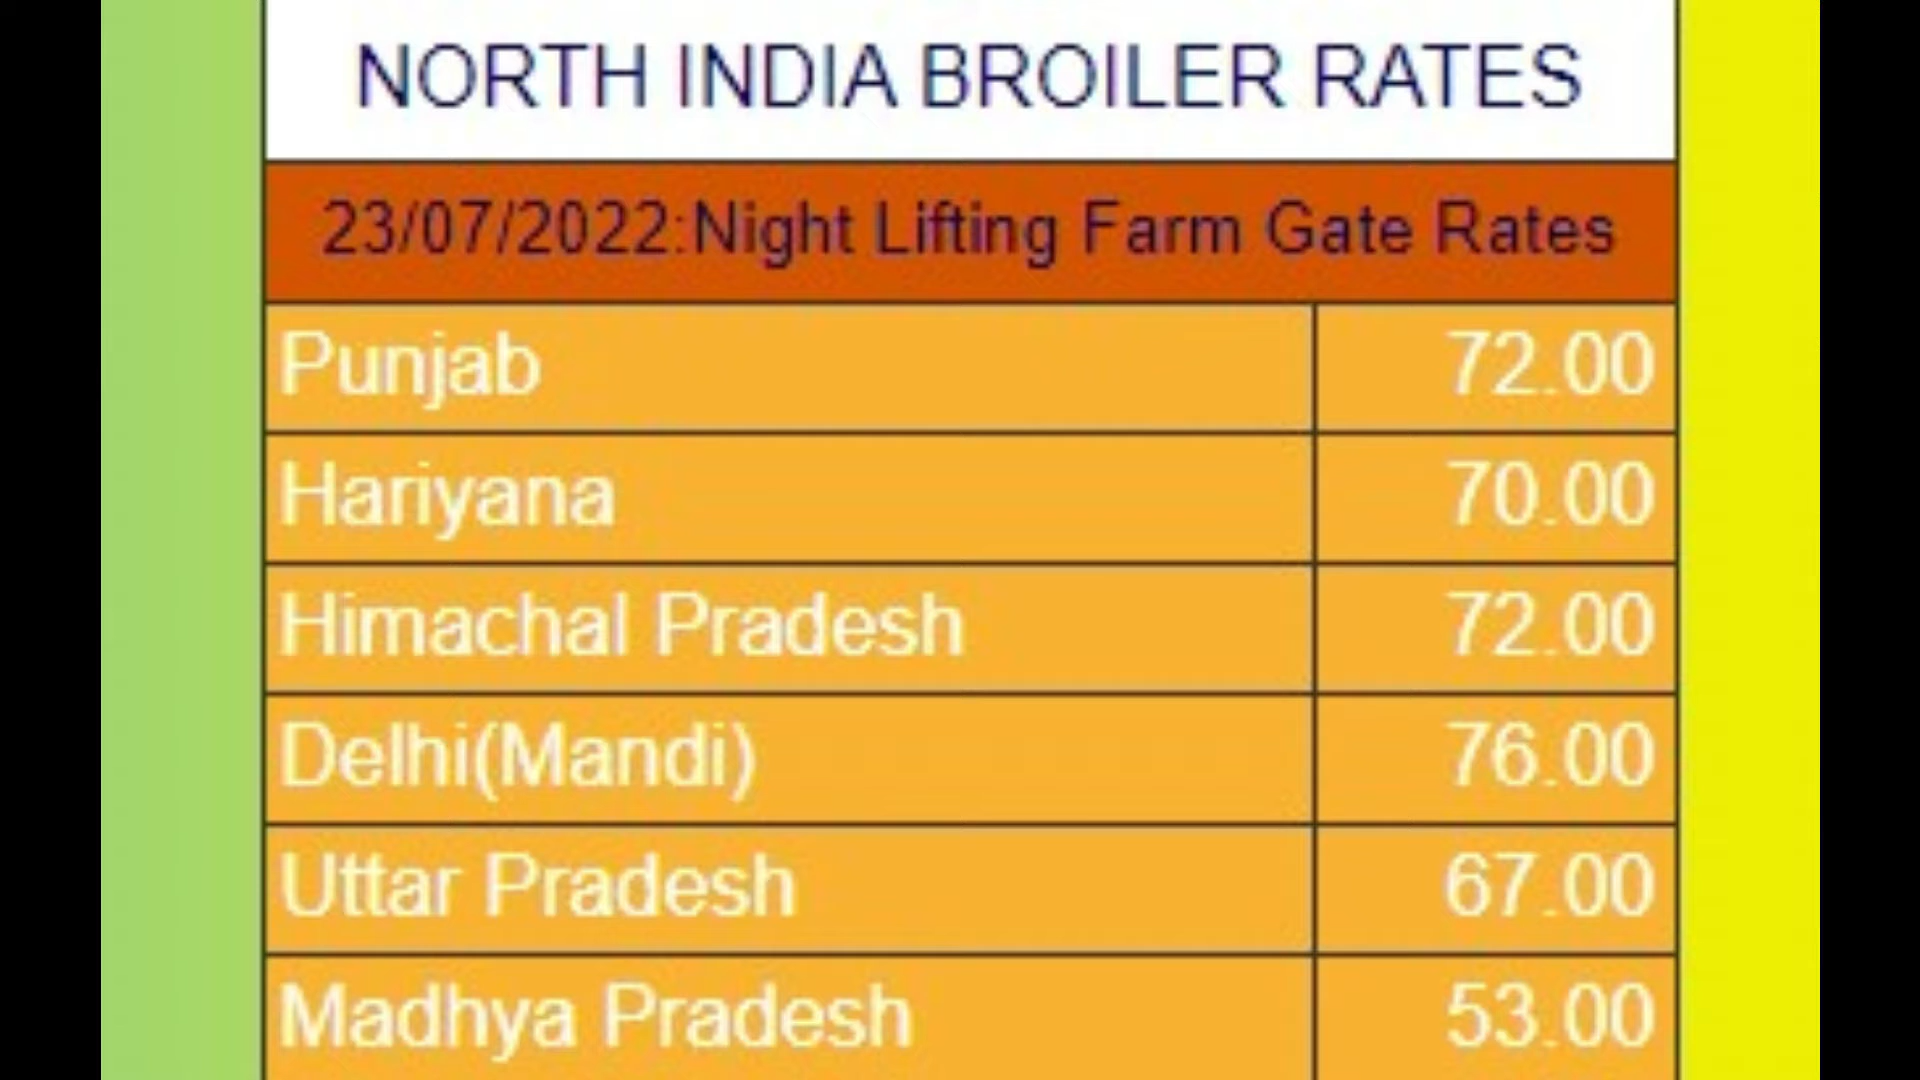 NORTH INDIA BROILER RATES
23/07/2022:Night Lifting Farm Gate Rates
Punjab 72.00
Hariyana 70.00
Himachal Pradesh 72.00
Delhi(Mandi) 76.00
Uttar Pradesh 67.00
Madhya Pradesh 53.00